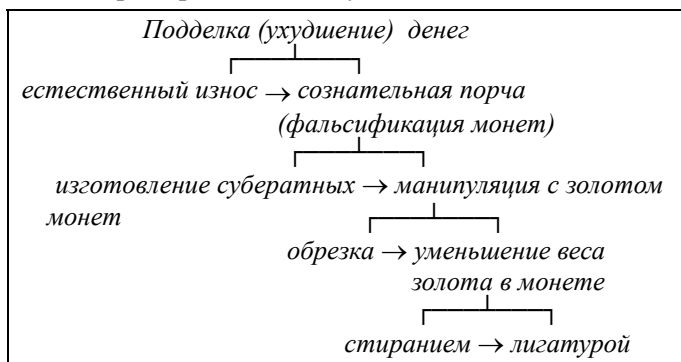 Подделка (ухудшение) денег
естественный износ → сознательная порча
(фальсификация монет)
изготовление субератных → манипуляция с золотом
монет
обрезка → уменьшение веса
золота в монете
стиранием → лигатурой